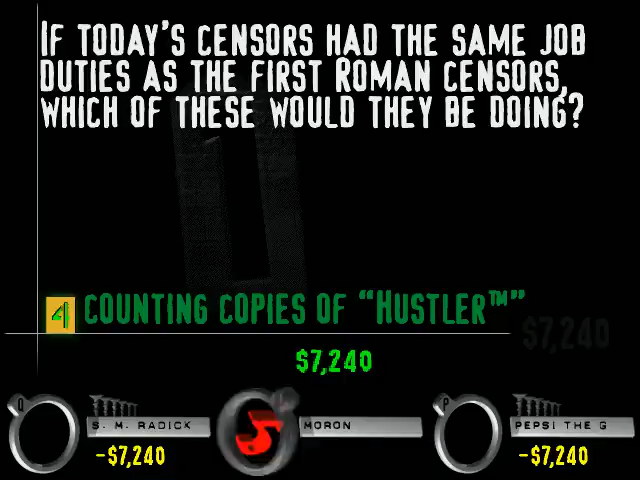 IF TODAY'S CENSORS HAD THE SAME JOB
DUTIES AS THE FIRST ROMAN CENSORS,
WHICH OF THESE WOULD THEY BE DOING?
4 COUNTING COPIES OF “HUSTLER™”
$7,240
$7,240
Q S. M. RADICK MORON P PEPSI THE G
-$7,240 -$7,240